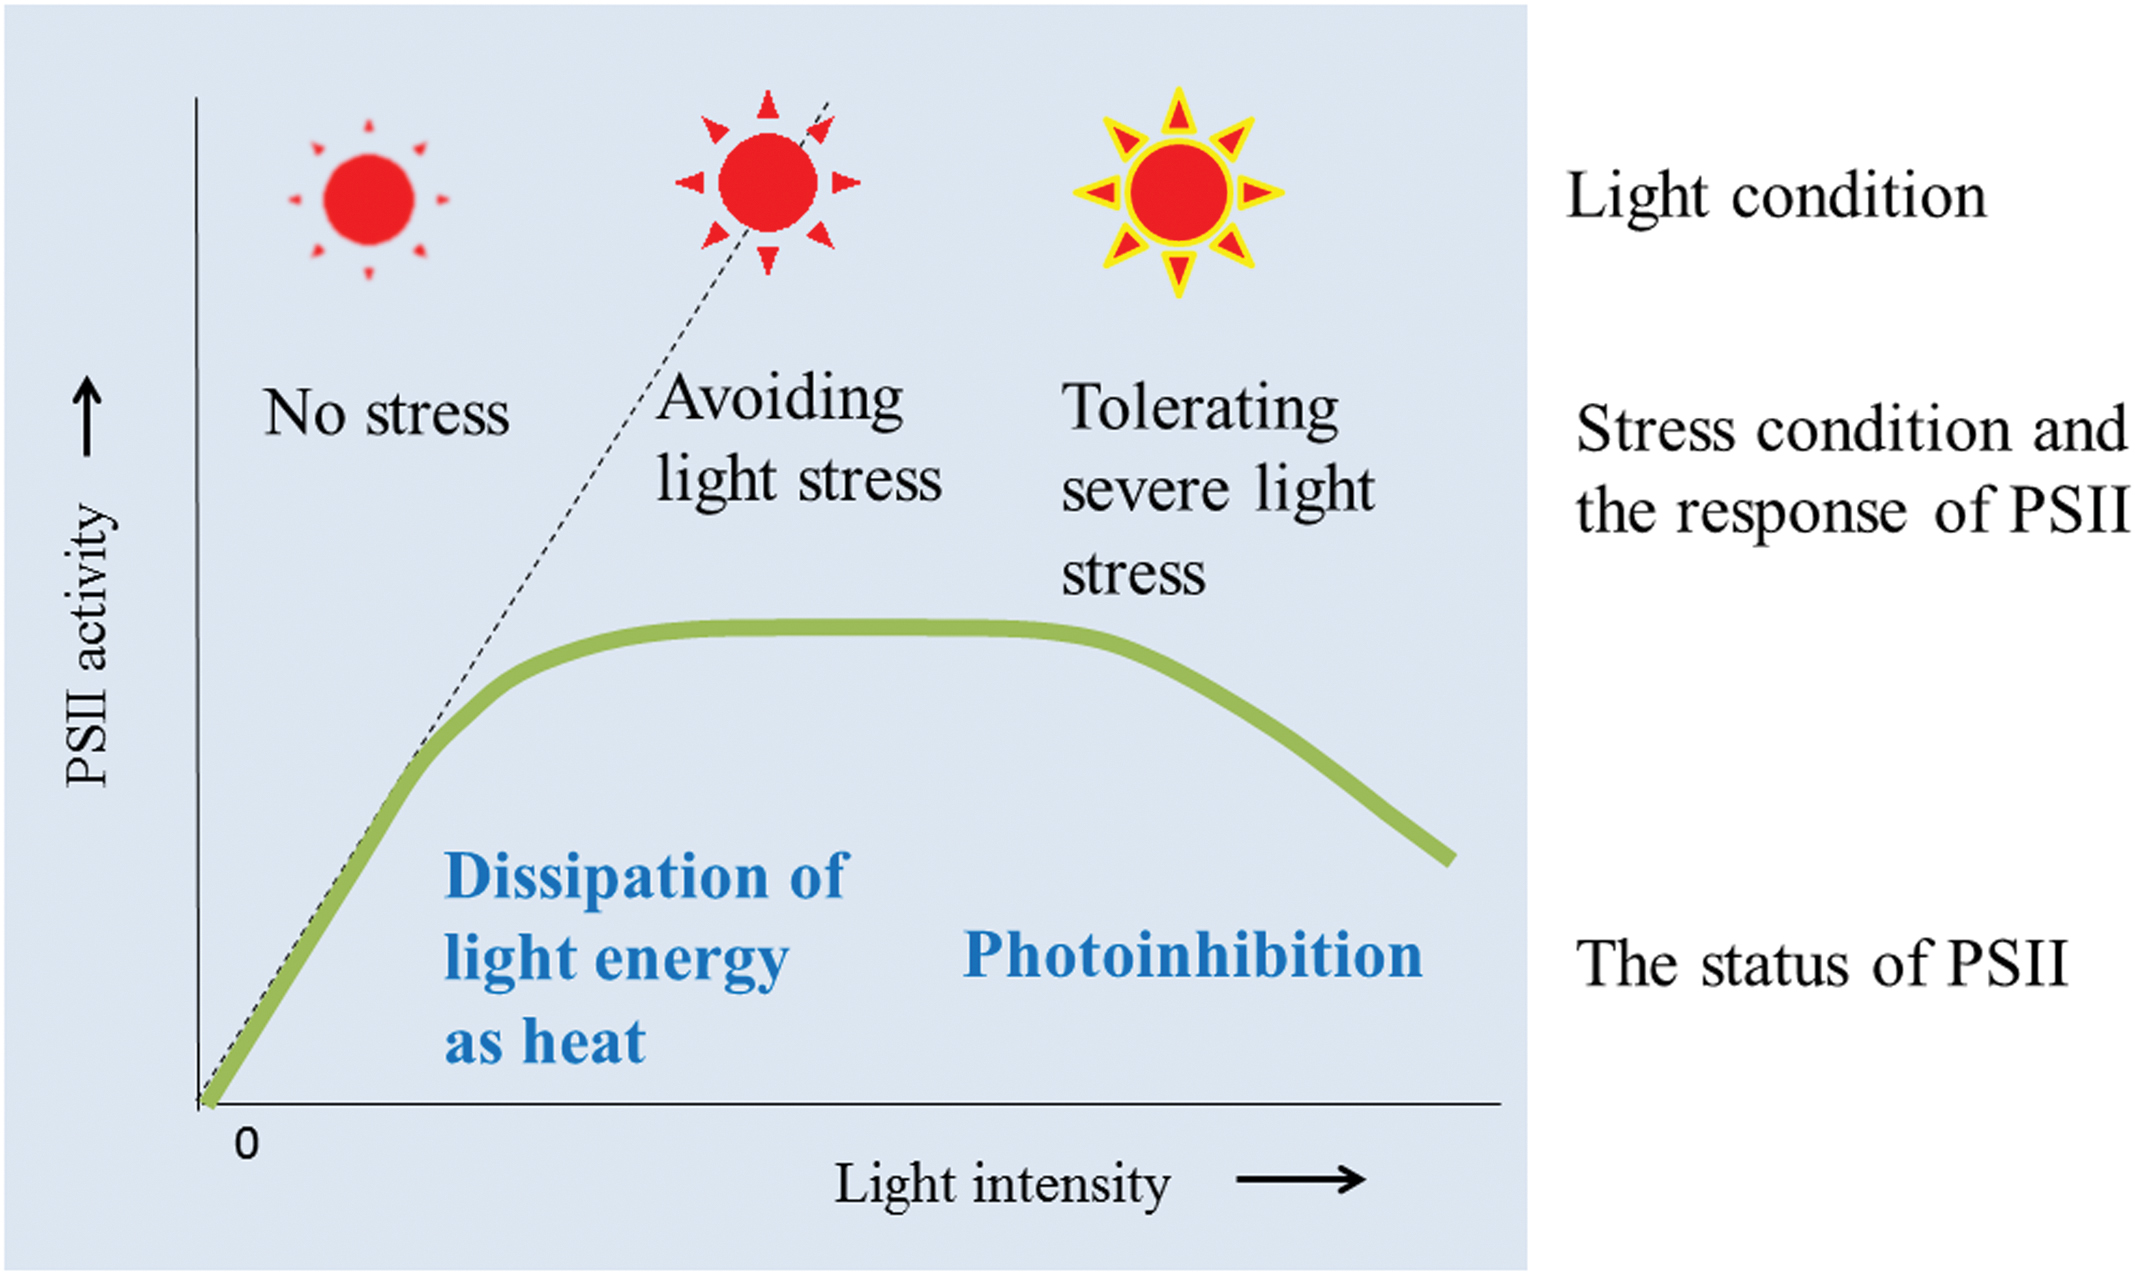 Light condition
No stress
Avoiding
light stress
Tolerating
severe light
stress
Stress condition and
the response of PSII
PSII activity
Dissipation of
light energy
as heat
Photoinhibition
The status of PSII
0
Light intensity